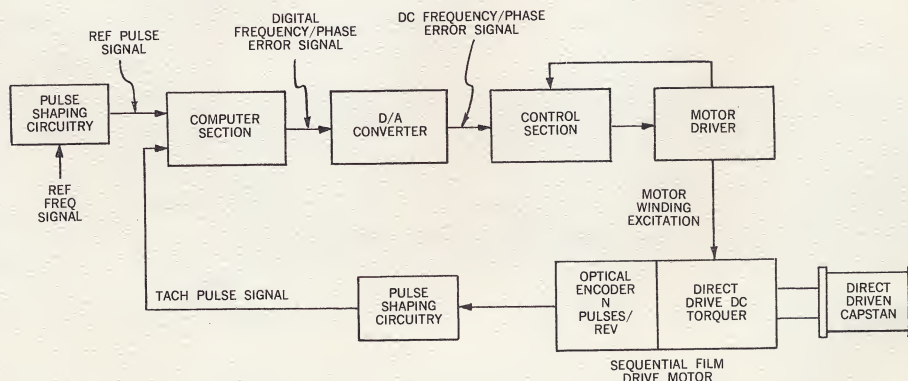 DIGITAL
FREQUENCY/PHASE
ERROR SIGNAL
DC FREQUENCY/PHASE
ERROR SIGNAL
REF PULSE
SIGNAL
PULSE
SHAPING
CIRCUITRY
COMPUTER
SECTION
D/A
CONVERTER
CONTROL
SECTION
MOTOR
DRIVER
REF
FREQ
SIGNAL
MOTOR
WINDING
EXCITATION
TACH PULSE SIGNAL
PULSE
SHAPING
CIRCUITRY
OPTICAL
ENCODER
N
PULSES/
REV
DIRECT
DRIVE DC
TORQUER
DIRECT
DRIVEN
CAPSTAN
SEQUENTIAL FILM
DRIVE MOTOR